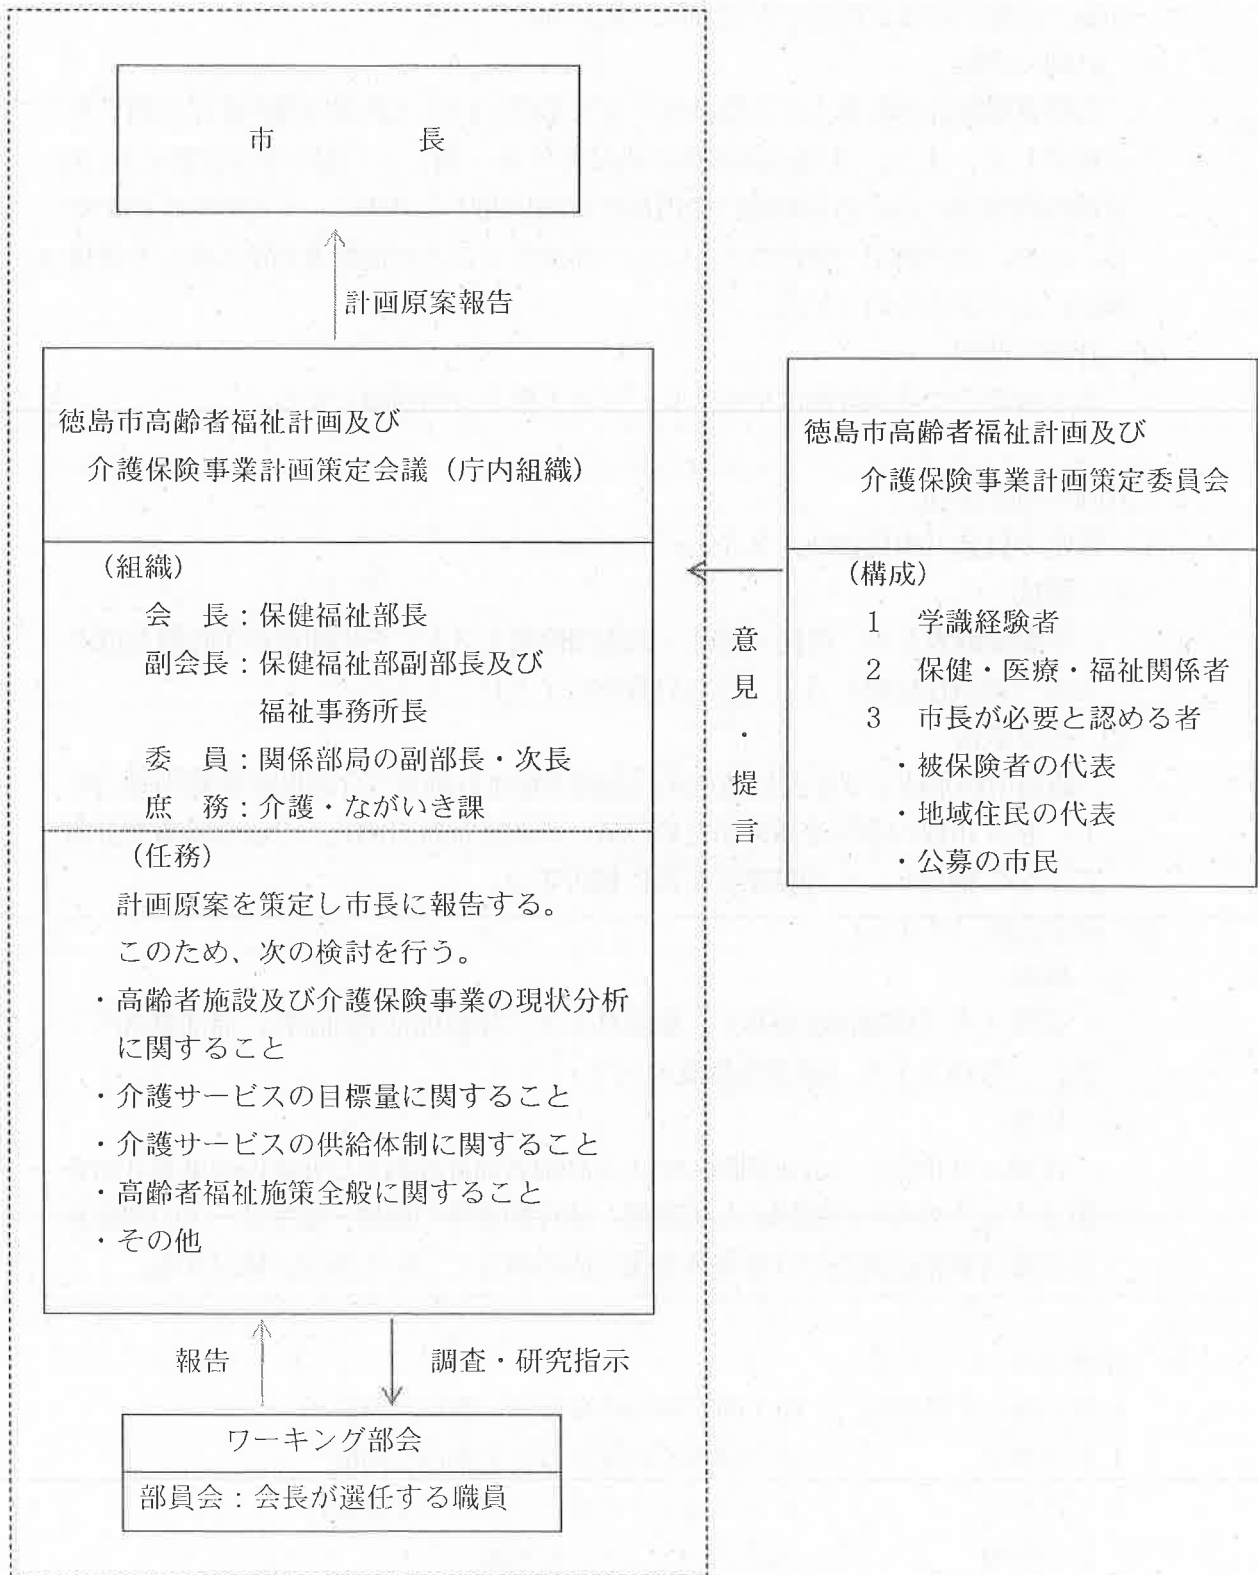 市　　　長
計画原案報告
徳島市高齢者福祉計画及び
介護保険事業計画策定会議（庁内組織）
（組織）
会　長：保健福祉部長
副会長：保健福祉部副部長及び
福祉事務所長
委　員：関係部局の副部長・次長
庶　務：介護・ながいき課
（任務）
計画原案を策定し市長に報告する。
このため、次の検討を行う。
・高齢者施設及び介護保険事業の現状分析
に関すること
・介護サービスの目標量に関すること
・介護サービスの供給体制に関すること
・高齢者福祉施策全般に関すること
・その他
意見・提言
徳島市高齢者福祉計画及び
介護保険事業計画策定委員会
（構成）
1　学識経験者
2　保健・医療・福祉関係者
3　市長が必要と認める者
・被保険者の代表
・地域住民の代表
・公募の市民
報告
調査・研究指示
ワーキング部会
部員会：会長が選任する職員